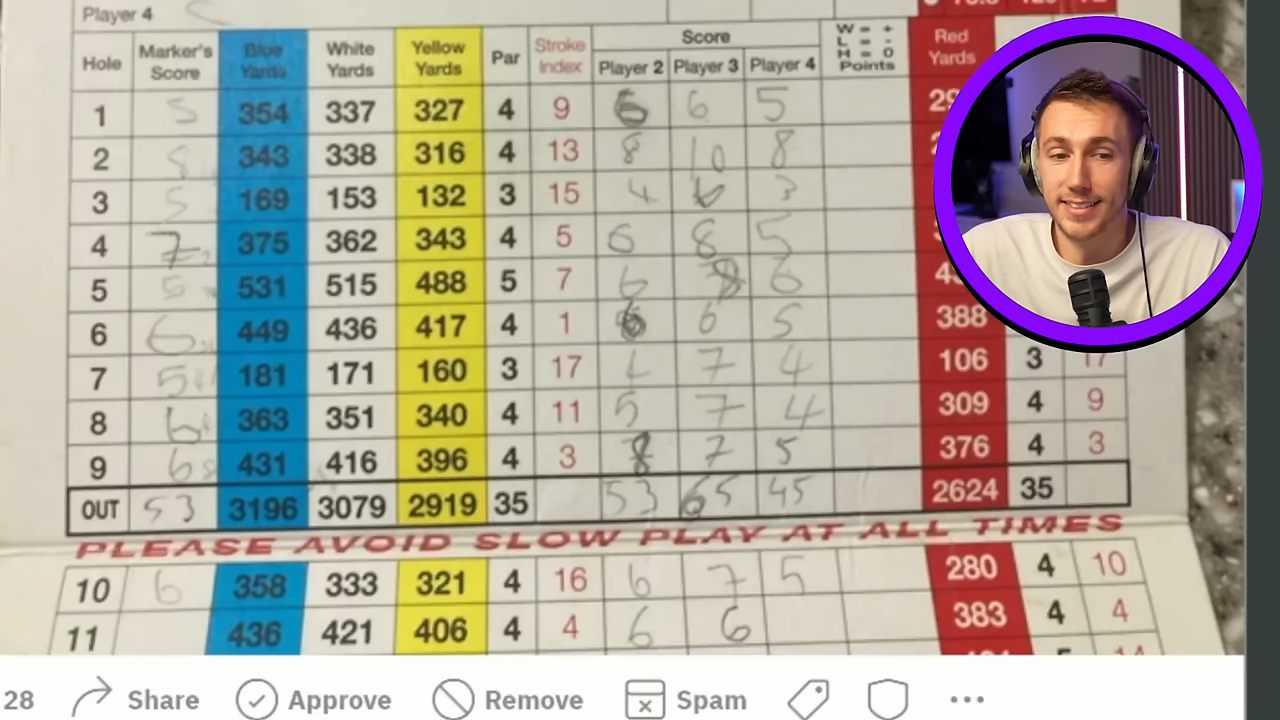 Player 4
Hole Marker's Score Blue Yards White Yards Yellow Yards Par Stroke Index Score Player 2 Player 3 Player 4 W = + L = - H = 0 Points Red Yards
1 5 354 337 327 4 9 6 6 5
2 8 343 338 316 4 13 8 10 8
3 5 169 153 132 3 15 4 6 3
4 7 375 362 343 4 5 6 8 5
5 5 531 515 488 5 7 6 8 6
6 6 449 436 417 4 1 6 6 5 388
7 5 181 171 160 3 17 7 4 106 3 17
8 6 363 351 340 4 11 5 7 4 309 4 9
9 6 431 416 396 4 3 8 7 5 376 4 3
OUT 53 3196 3079 2919 35 53 65 45 2624 35
PLEASE AVOID SLOW PLAY AT ALL TIMES
10 6 358 333 321 4 16 6 7 5 280 4 10
11 436 421 406 4 4 6 6 383 4 4
28 Share Approve Remove Spam